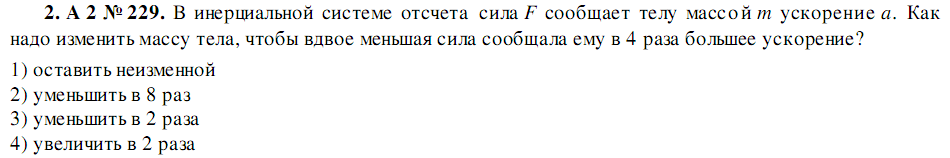 2. А 2 № 229. В инерциальной системе отсчета сила F сообщает телу массой m ускорение a. Как
надо изменить массу тела, чтобы вдвое меньшая сила сообщала ему в 4 раза большее ускорение?
1) оставить неизменной
2) уменьшить в 8 раз
3) уменьшить в 2 раза
4) увеличить в 2 раза